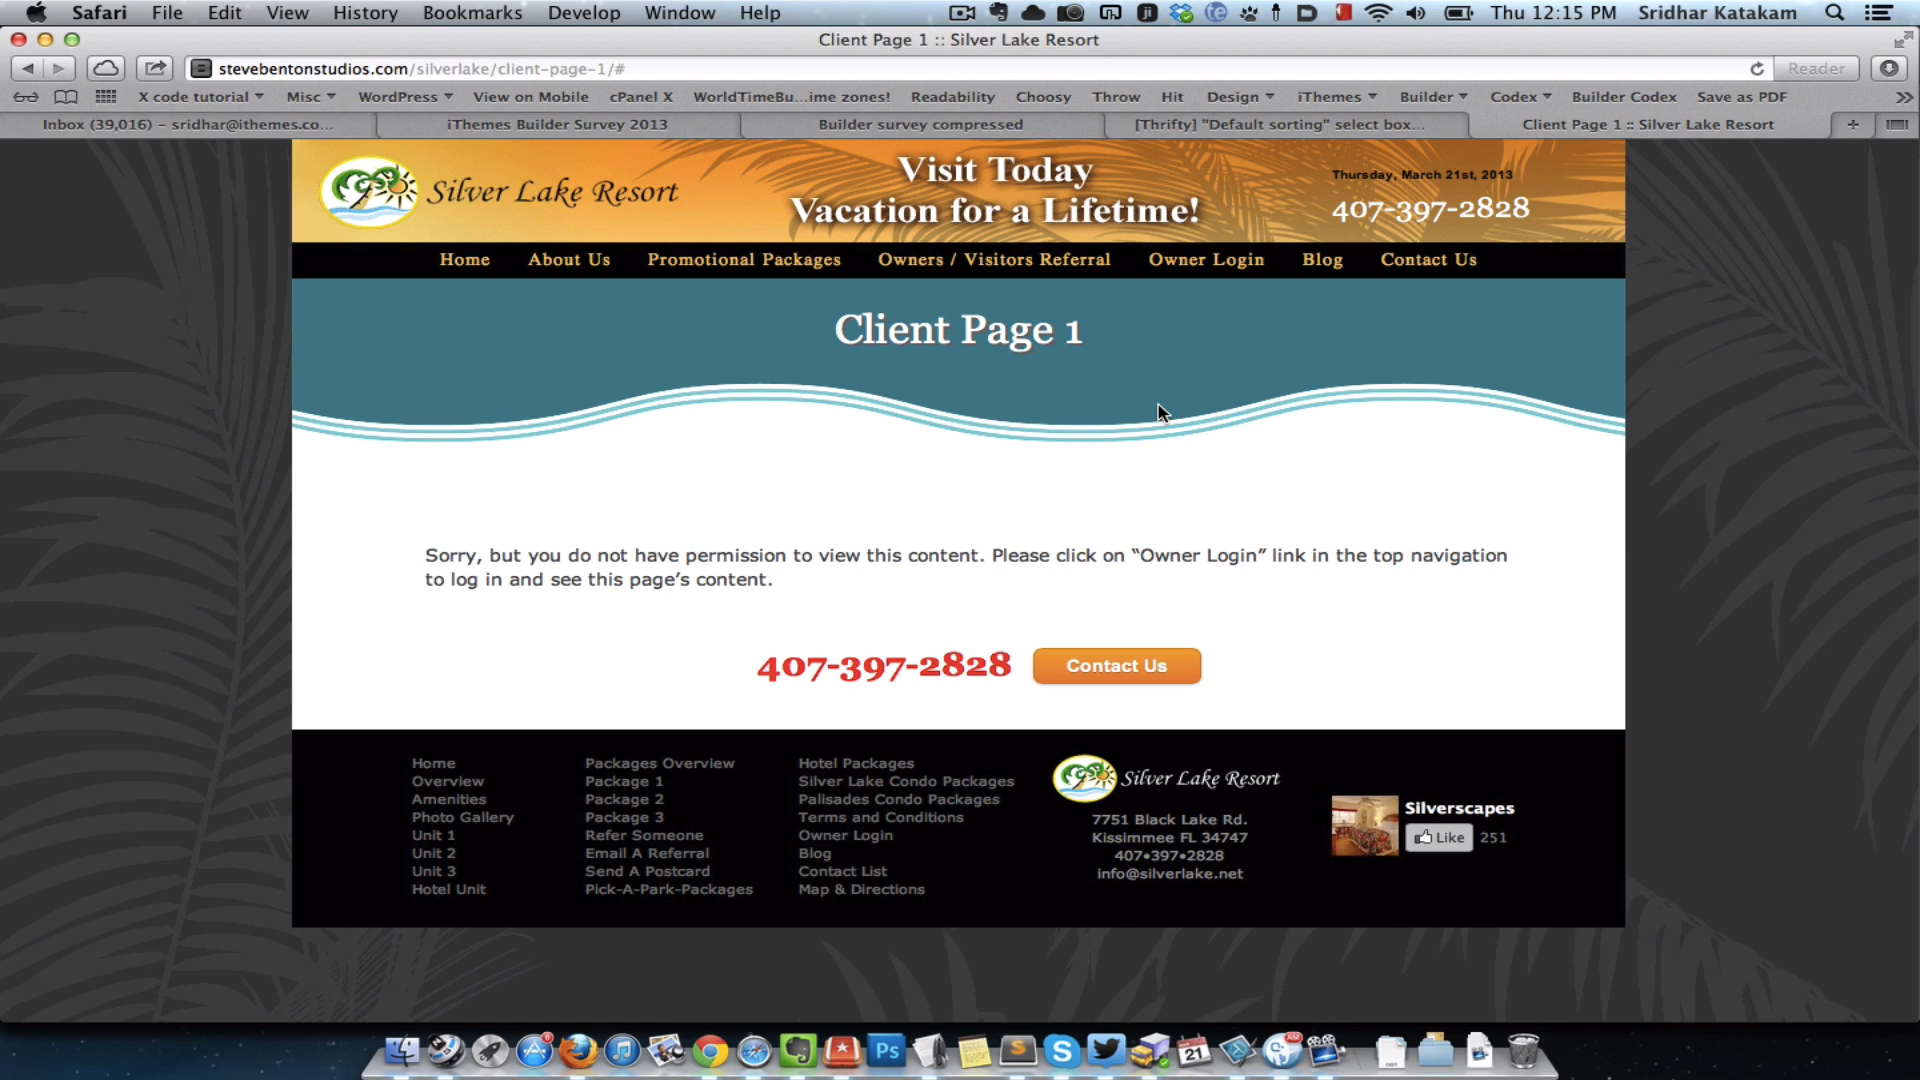 Safari File Edit View History Bookmarks Develop Window Help Thu 12:15 PM Sridhar Katakam
Client Page 1 :: Silver Lake Resort
stevebentonstudios.com/silverlake/client-page-1/# Reader
X code tutorial Misc WordPress View on Mobile cPanel X WorldTimeBu...ime zones! Readability Choosy Throw Hit Design iThemes Builder Codex Builder Codex Save as PDF
Inbox (39,016) – sridhar@ithemes.co... iThemes Builder Survey 2013 Builder survey compressed [Thrifty] "Default sorting" select box... Client Page 1 :: Silver Lake Resort
Silver Lake Resort
Visit Today
Vacation for a Lifetime!
Thursday, March 21st, 2013
407-397-2828
Home About Us Promotional Packages Owners / Visitors Referral Owner Login Blog Contact Us
Client Page 1
Sorry, but you do not have permission to view this content. Please click on “Owner Login” link in the top navigation
to log in and see this page’s content.
407-397-2828 Contact Us
Home
Overview
Amenities
Photo Gallery
Unit 1
Unit 2
Unit 3
Hotel Unit
Packages Overview
Package 1
Package 2
Package 3
Refer Someone
Email A Referral
Send A Postcard
Pick-A-Park-Packages
Hotel Packages
Silver Lake Condo Packages
Palisades Condo Packages
Terms and Conditions
Owner Login
Blog
Contact List
Map & Directions
Silver Lake Resort
7751 Black Lake Rd.
Kissimmee FL 34747
407•397•2828
info@silverlake.net
Silverscapes
Like 251
Ps
21